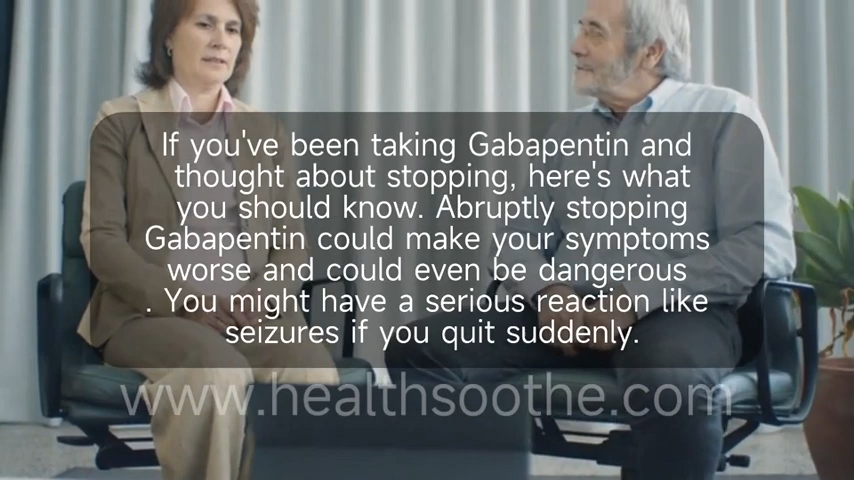 If you've been taking Gabapentin and
thought about stopping, here's what
you should know. Abruptly stopping
Gabapentin could make your symptoms
worse and could even be dangerous
. You might have a serious reaction like
seizures if you quit suddenly.
www.healthsoothe.com